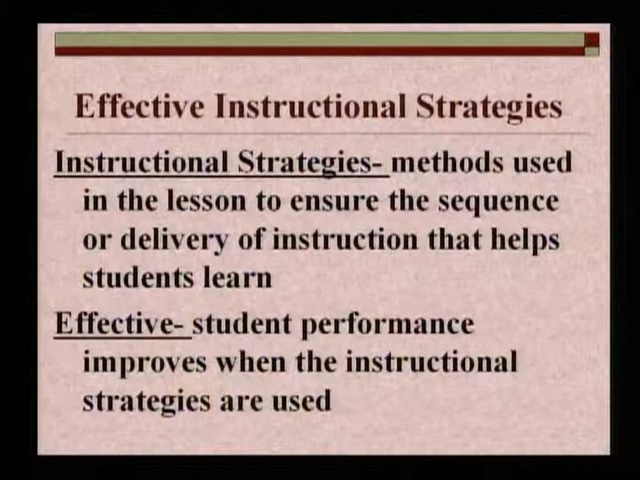 Effective Instructional Strategies
Instructional Strategies- methods used
in the lesson to ensure the sequence
or delivery of instruction that helps
students learn
Effective- student performance
improves when the instructional
strategies are used